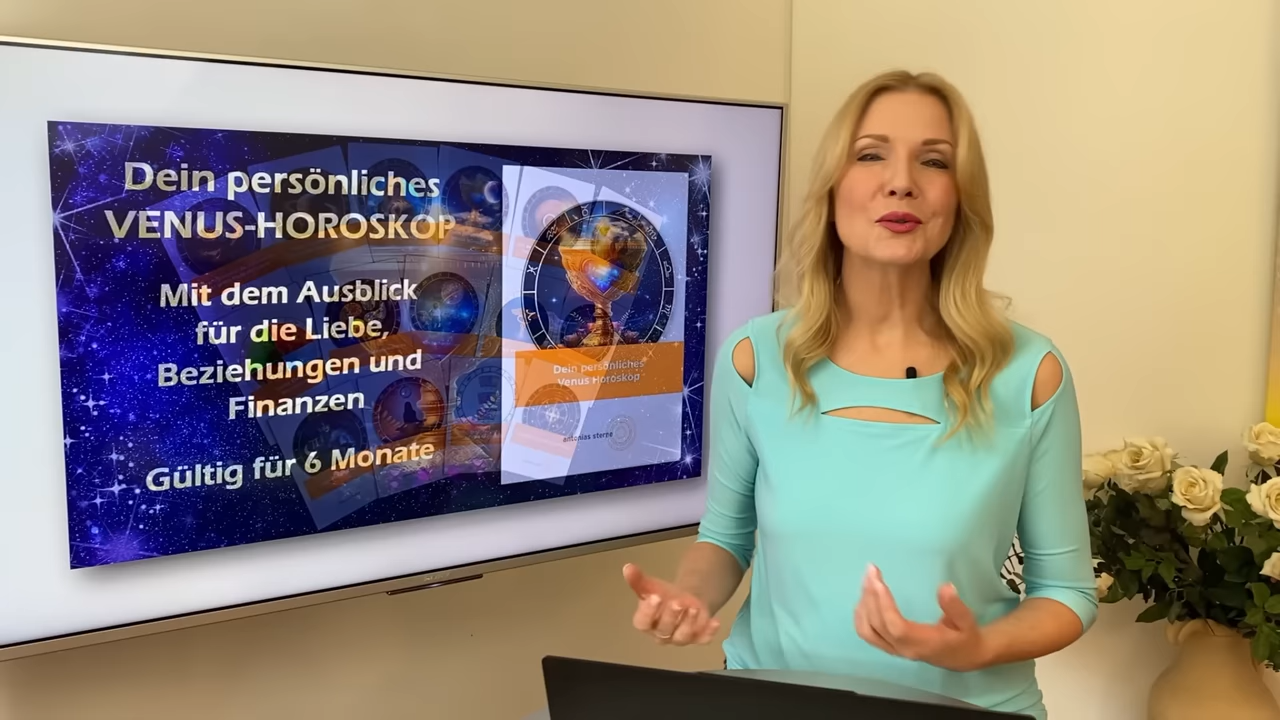 Dein persönliches
VENUS-HOROSKOP
Mit dem Ausblick
für die Liebe,
Beziehungen und
Finanzen
Gültig für 6 Monate
Dein persönliches
Venus Horoskop
antonias sterne